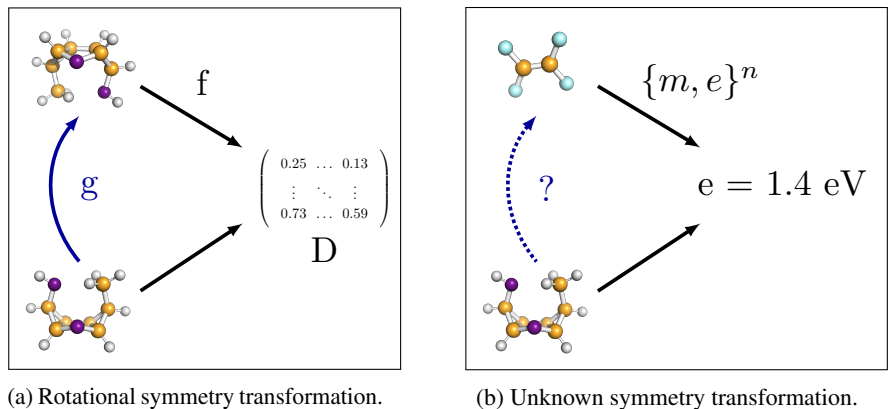 f
g
0.25 … 0.13
⋮ ⋱ ⋮
0.73 … 0.59
D
(a) Rotational symmetry transformation.
{m, e}ⁿ
?
e = 1.4 eV
(b) Unknown symmetry transformation.